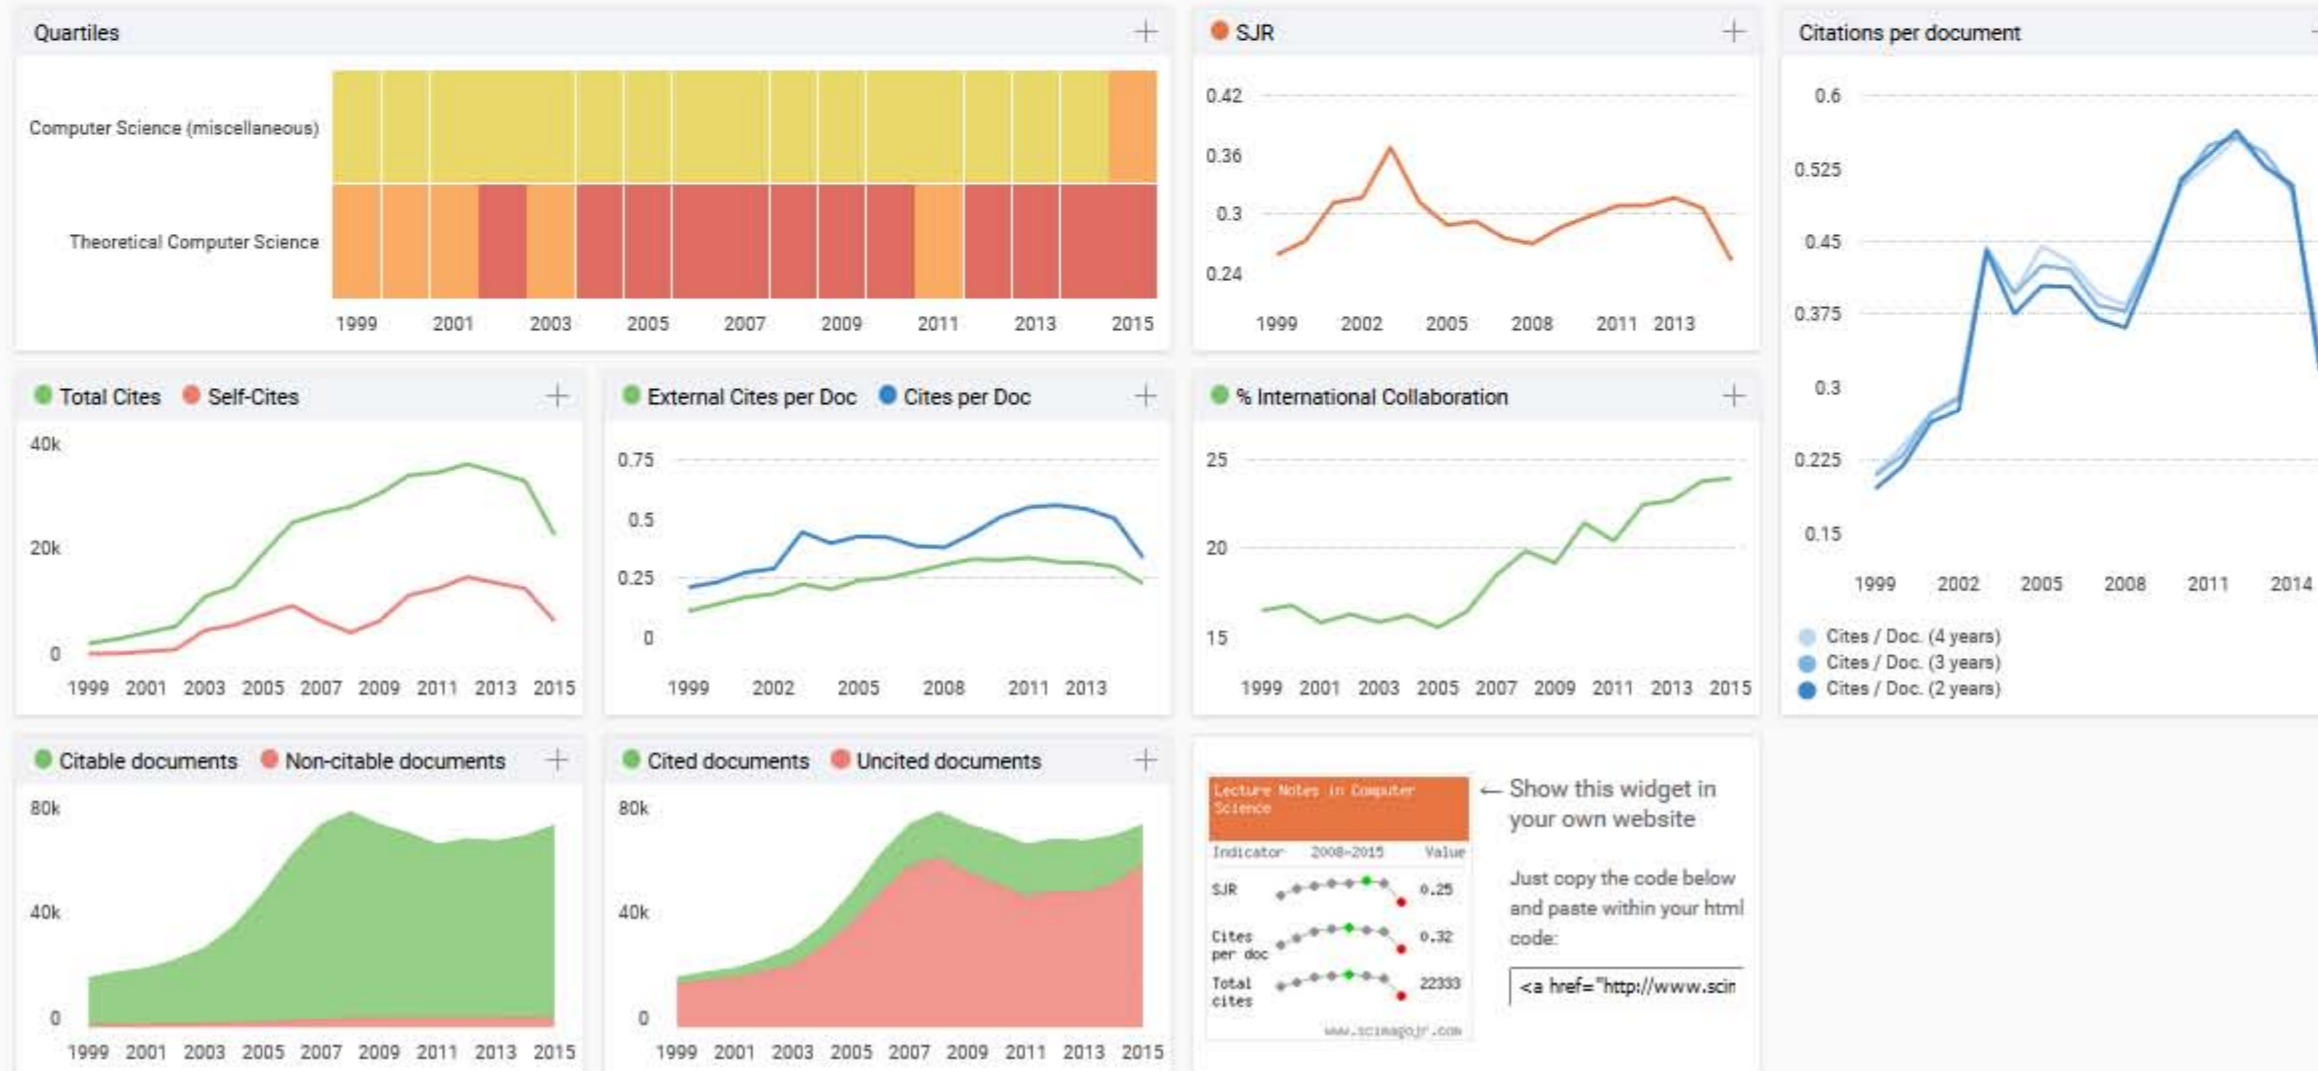 Quartiles
Computer Science (miscellaneous)
Theoretical Computer Science
1999 2001 2003 2005 2007 2009 2011 2013 2015
SJR
0.42
0.36
0.3
0.24
1999 2002 2005 2008 2011 2013
Citations per document
0.6
0.525
0.45
0.375
0.3
0.225
0.15
1999 2002 2005 2008 2011 2014
Cites / Doc. (4 years)
Cites / Doc. (3 years)
Cites / Doc. (2 years)
Total Cites Self-Cites
40k
20k
0
1999 2001 2003 2005 2007 2009 2011 2013 2015
External Cites per Doc Cites per Doc
0.75
0.5
0.25
0
1999 2002 2005 2008 2011 2013
% International Collaboration
25
20
15
1999 2001 2003 2005 2007 2009 2011 2013 2015
Citable documents Non-citable documents
80k
40k
0
1999 2001 2003 2005 2007 2009 2011 2013 2015
Cited documents Uncited documents
80k
40k
0
1999 2001 2003 2005 2007 2009 2011 2013 2015
Lecture Notes in Computer
Science
Indicator 2008-2015 Value
SJR 0.25
Cites
per doc 0.32
Total
cites 22333
www.scimagojr.com
← Show this widget in
your own website
Just copy the code below
and paste within your html
code:
<a href="http://www.scin